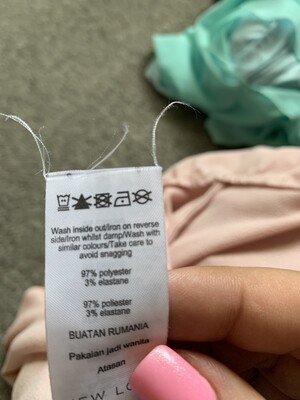 Wash inside out/iron on reverse
side/Iron whilst damp/Wash with
similar colours/Take care to
avoid snagging
97% polyester
3% elastane
97% poliester
3% elastane
BUATAN RUMANIA
Pakaian jadi wanita
Atasan